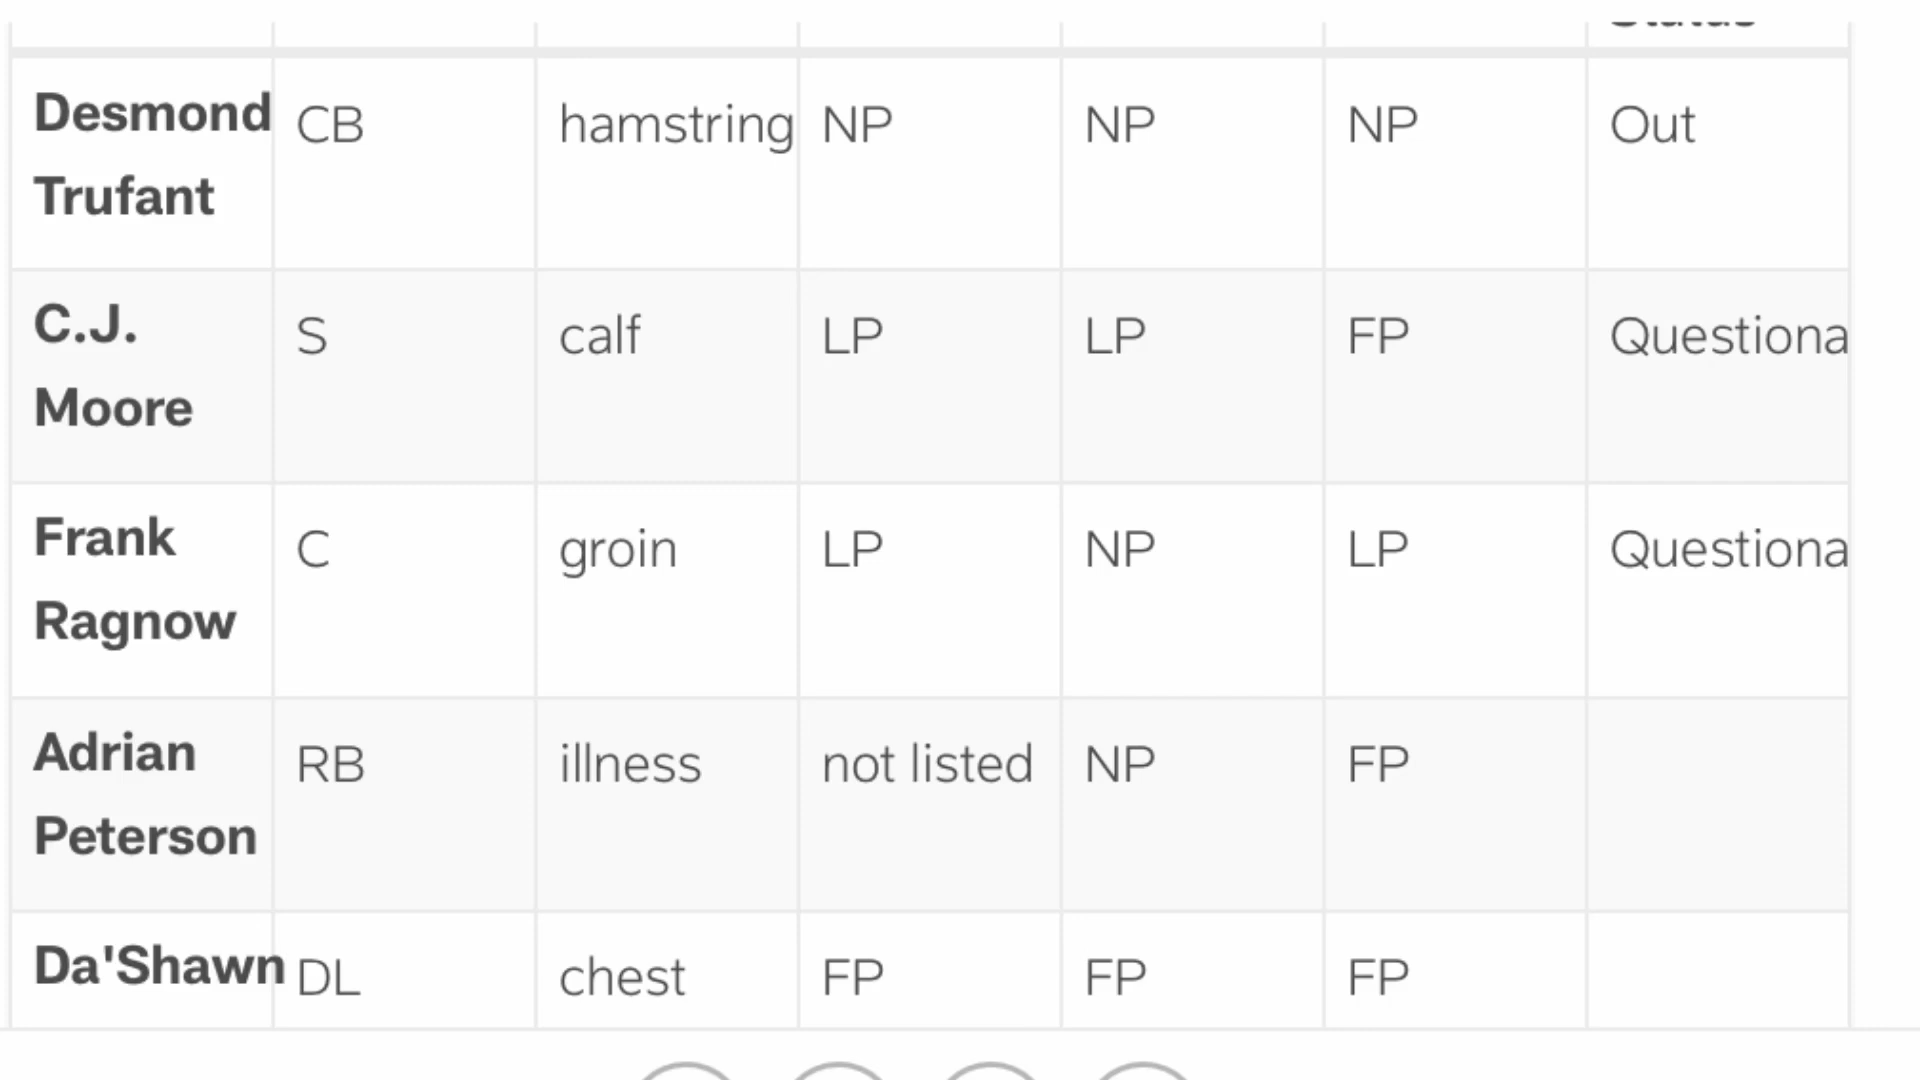 Status
Desmond CB hamstring NP NP NP Out
Trufant
C.J. S calf LP LP FP Questiona
Moore
Frank C groin LP NP LP Questiona
Ragnow
Adrian RB illness not listed NP FP
Peterson
Da'Shawn DL chest FP FP FP